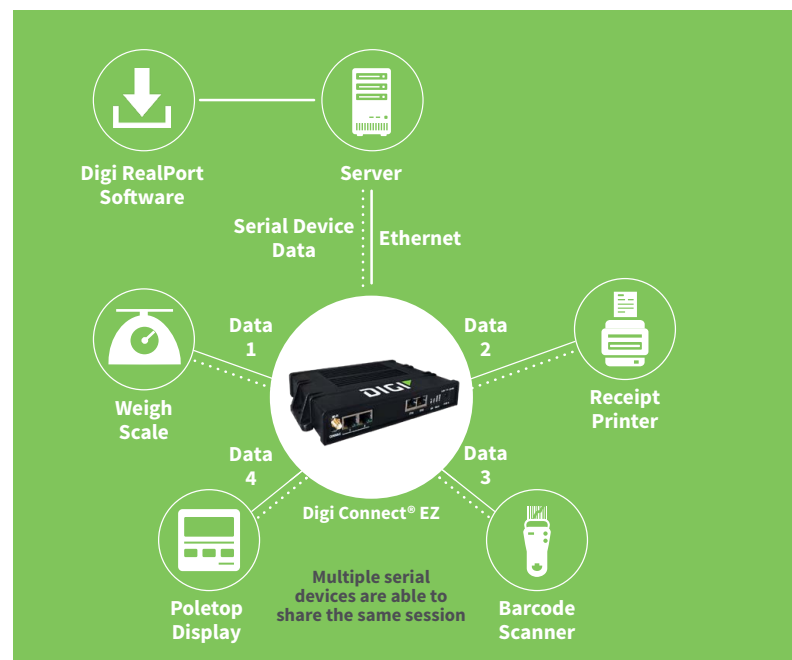 Digi RealPort
Software
Server
Serial Device
Data
Ethernet
Data
1
Data
2
Weigh
Scale
DIGI
Receipt
Printer
Data
4
Data
3
Digi Connect® EZ
Poletop
Display
Multiple serial
devices are able to
share the same session
Barcode
Scanner